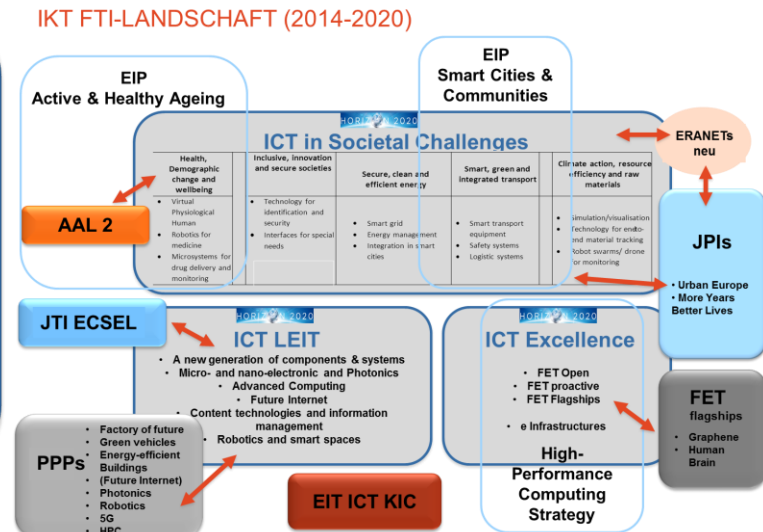 IKT FTI-LANDSCHAFT (2014-2020)
EIP
Active & Healthy Ageing
EIP
Smart Cities &
Communities
HORIZON 2020
ICT in Societal Challenges
ERANETs
neu
Health,
Demographic
change and
wellbeing
• Virtual
Physiological
Human
• Robotics for
medicine
• Microsystems for
drug delivery and
monitoring
Inclusive, innovation
and secure societies
• Technology for
identification and
security
• Interfaces for special
needs
Secure, clean and
efficient energy
• Smart grid
• Energy management
• Integration in smart
cities
Smart, green and
integrated transport
• Smart transport
equipment
• Safety systems
• Logistic systems
Climate action, resource
efficiency and raw
materials
• Simulation/visualisation
• Technology for end-to-
end material tracking
• Robot swarms/ drone
for monitoring
AAL 2
JPIs
• Urban Europe
• More Years
Better Lives
JTI ECSEL
HORIZON 2020
ICT LEIT
• A new generation of components & systems
• Micro- and nano-electronic and Photonics
• Advanced Computing
• Future Internet
• Content technologies and information
management
• Robotics and smart spaces
HORIZON 2020
ICT Excellence
• FET Open
• FET proactive
• FET Flagships
• e Infrastructures
High-
Performance
Computing
Strategy
FET
flagships
• Graphene
• Human
Brain
PPPs
• Factory of future
• Green vehicles
• Energy-efficient
Buildings
• (Future Internet)
• Photonics
• Robotics
• 5G
• HPC
EIT ICT KIC